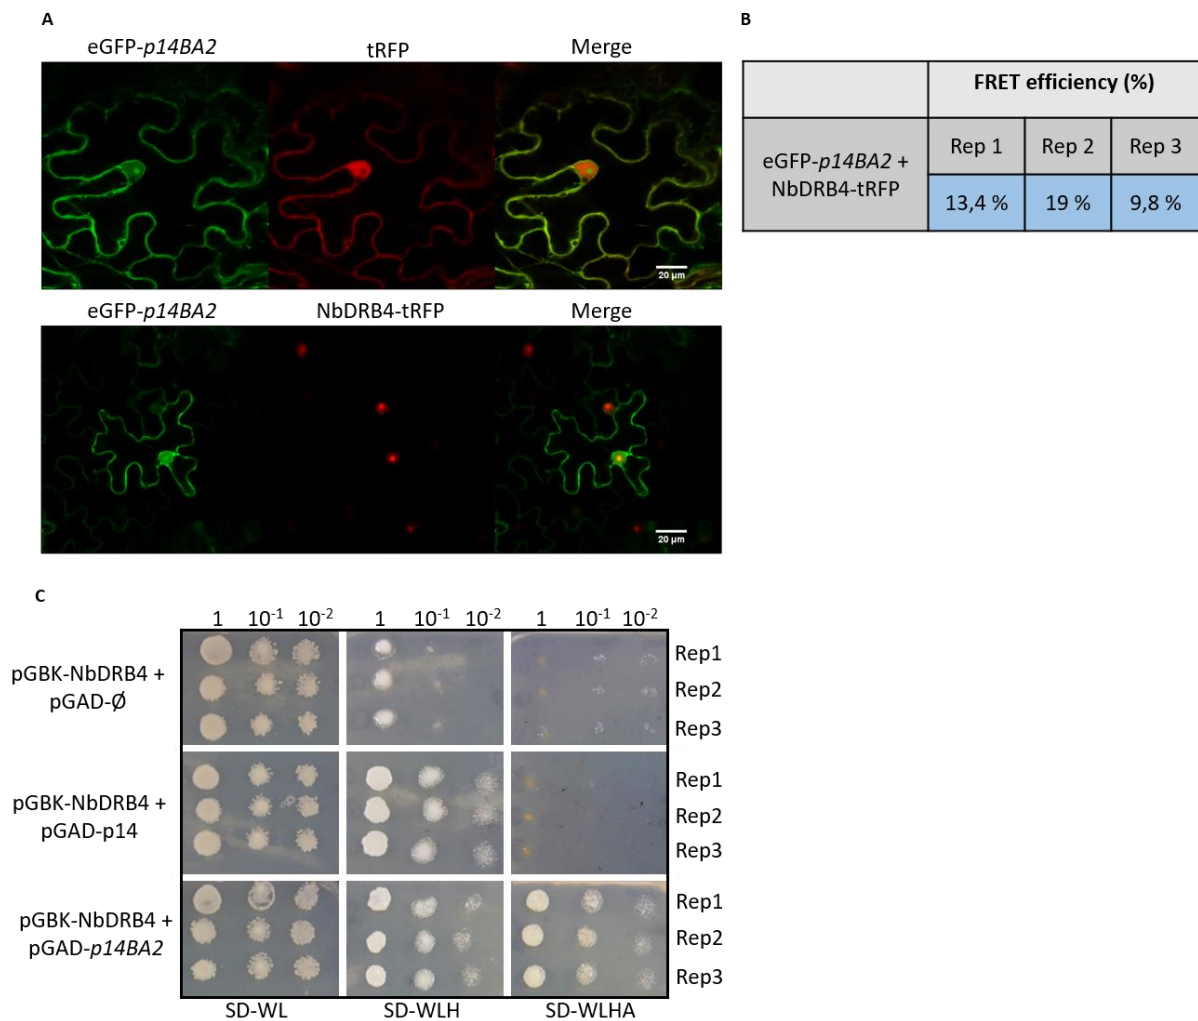 A
eGFP-p14BA2 tRFP Merge
20 µm
eGFP-p14BA2 NbDRB4-tRFP Merge
20 µm
B
FRET efficiency (%)
eGFP-p14BA2 +
NbDRB4-tRFP
Rep 1 Rep 2 Rep 3
13,4 % 19 % 9,8 %
C
1 10⁻¹ 10⁻² 1 10⁻¹ 10⁻² 1 10⁻¹ 10⁻²
pGBK-NbDRB4 +
pGAD-Ø
Rep1
Rep2
Rep3
pGBK-NbDRB4 +
pGAD-p14
Rep1
Rep2
Rep3
pGBK-NbDRB4 +
pGAD-p14BA2
Rep1
Rep2
Rep3
SD-WL SD-WLH SD-WLHA